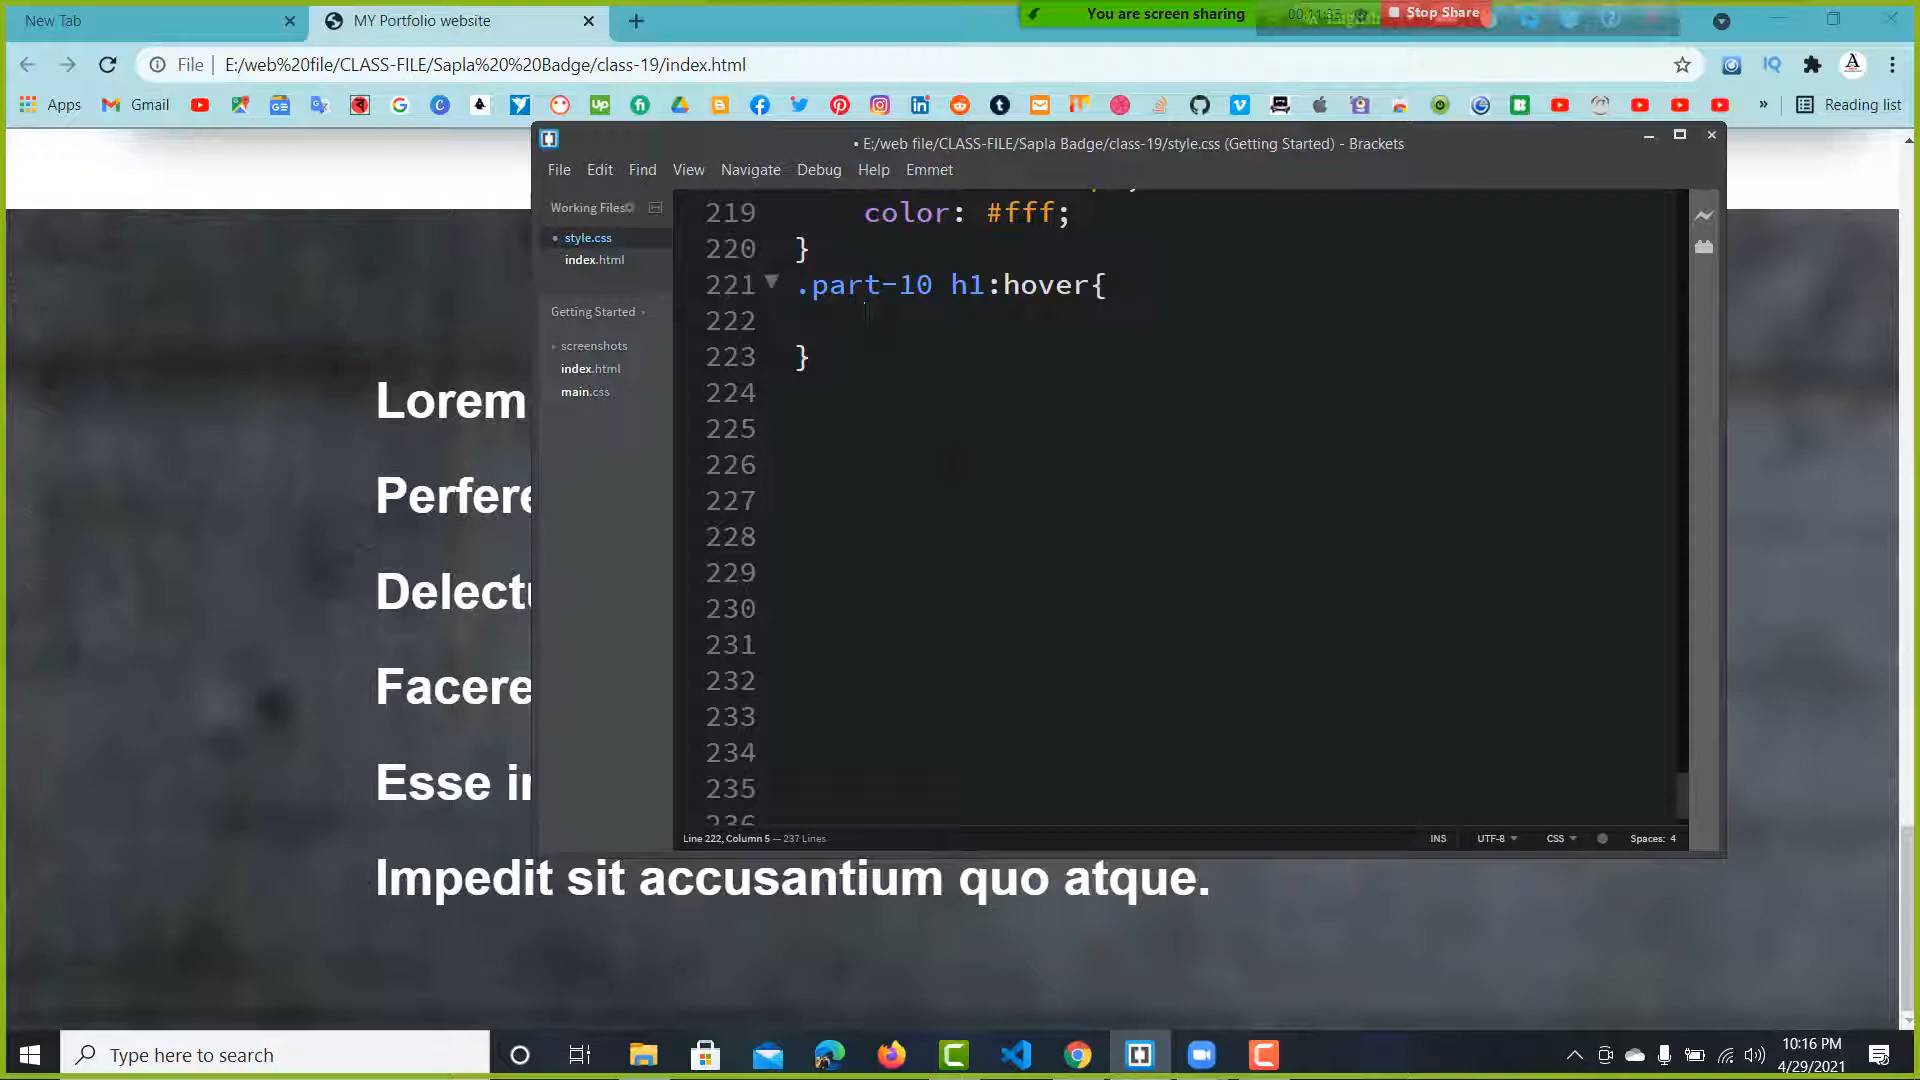 New Tab
MY Portfolio website
You are screen sharing
Stop Share
File
E:/web%20file/CLASS-FILE/Sapla%20%20Badge/class-19/index.html
Apps
Gmail
Reading list
• E:/web file/CLASS-FILE/Sapla Badge/class-19/style.css (Getting Started) - Brackets
File Edit Find View Navigate Debug Help Emmet
Working Files
style.css
index.html
Getting Started
screenshots
index.html
main.css
219 color: #fff;
220 }
221 .part-10 h1:hover{
222
223 }
224
225
226
227
228
229
230
231
232
233
234
235
236
Line 222, Column 5 — 237 Lines
INS
UTF-8
CSS
Spaces: 4
Lorem
Perfere
Delectu
Facere
Esse in
Impedit sit accusantium quo atque.
Type here to search
10:16 PM
4/29/2021